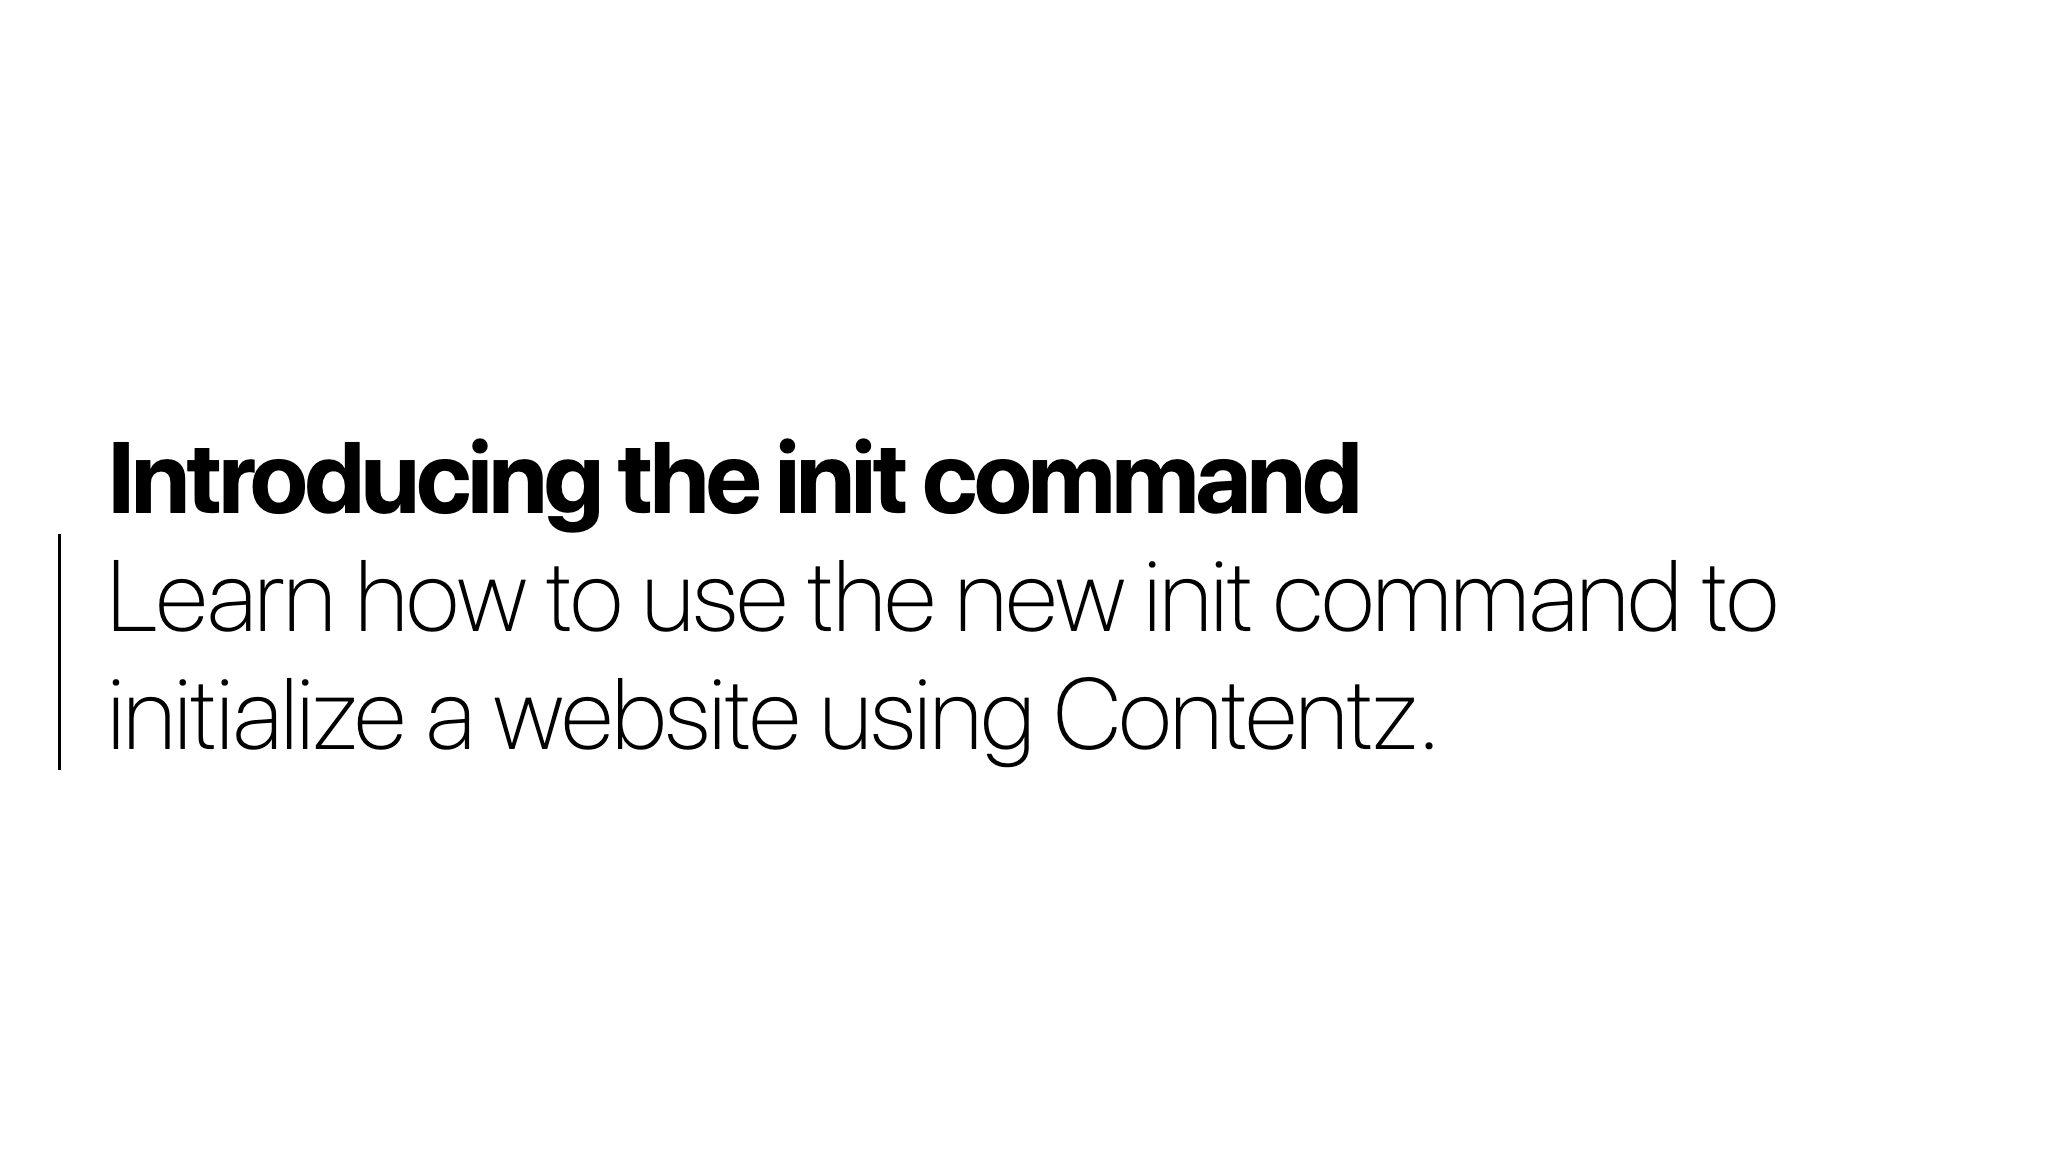 Introducing the init command
Learn how to use the new init command to
initialize a website using Contentz.